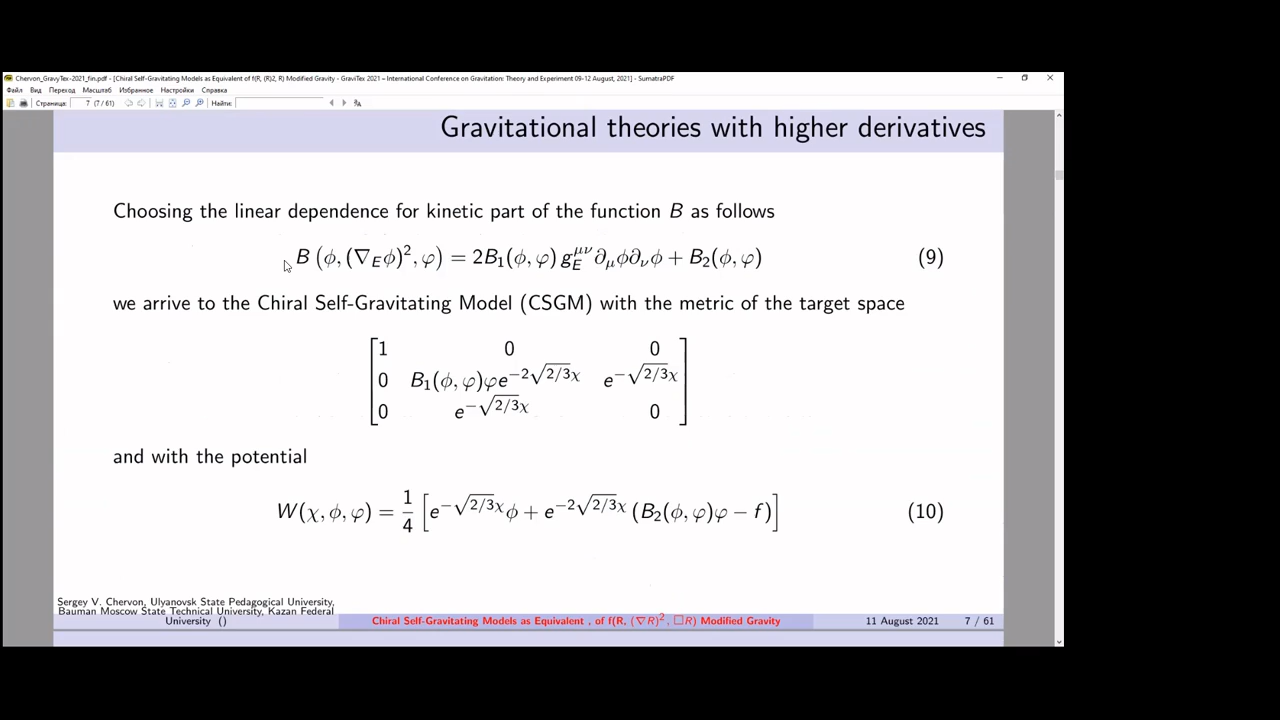 Chervon_GravyTex-2021_fin.pdf - [Chiral Self-Gravitating Models as Equivalent of f(R, (R)2, R) Modified Gravity - GraviTex 2021 – International Conference on Gravitation: Theory and Experiment 09-12 August, 2021] - SumatraPDF
Файл Вид Переход Масштаб Избранное Настройки Справка
Страница: 7 (7 / 61) Найти:
Gravitational theories with higher derivatives
Choosing the linear dependence for kinetic part of the function B as follows
B (ϕ, (∇_E ϕ)², φ) = 2B₁(ϕ, φ) g_E^{μν} ∂_μϕ∂_νϕ + B₂(ϕ, φ) (9)
we arrive to the Chiral Self-Gravitating Model (CSGM) with the metric of the target space
[1 0 0
0 B₁(ϕ, φ)φe^{−2√(2/3)χ} e^{−√(2/3)χ}
0 e^{−√(2/3)χ} 0]
and with the potential
W(χ, ϕ, φ) = 1/4 [e^{−√(2/3)χ}ϕ + e^{−2√(2/3)χ} (B₂(ϕ, φ)φ − f)] (10)
Sergey V. Chervon, Ulyanovsk State Pedagogical University,
Bauman Moscow State Technical University, Kazan Federal
University ()
Chiral Self-Gravitating Models as Equivalent , of f(R, (∇R)², □R) Modified Gravity
11 August 2021 7 / 61